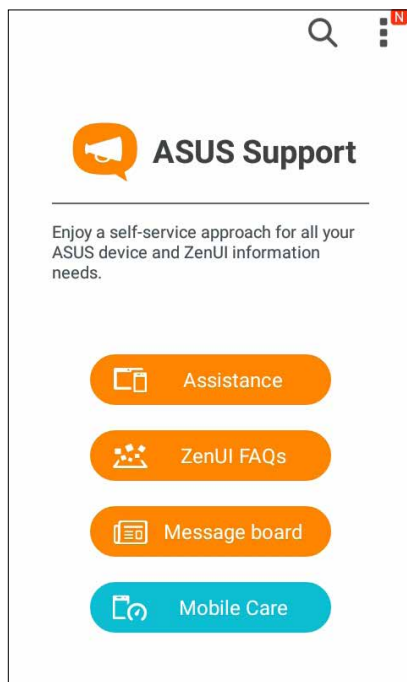 N
ASUS Support
Enjoy a self-service approach for all your
ASUS device and ZenUI information
needs.
Assistance
ZenUI FAQs
Message board
Mobile Care